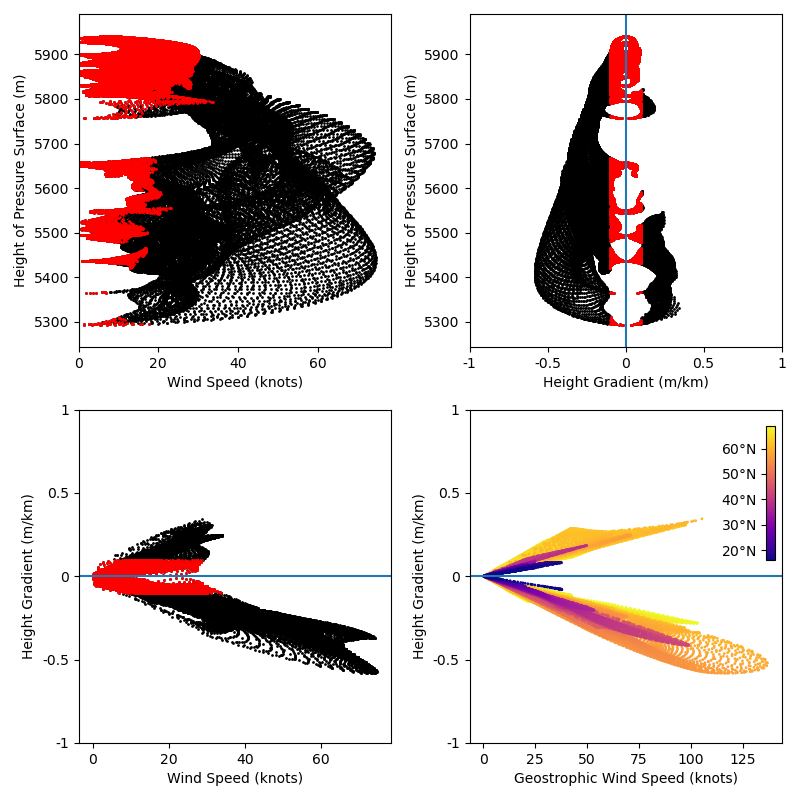 Height of Pressure Surface (m)
5900
5800
5700
5600
5500
5400
5300
0 20 40 60
Wind Speed (knots)
Height of Pressure Surface (m)
5900
5800
5700
5600
5500
5400
5300
-1 -0.5 0 0.5 1
Height Gradient (m/km)
Height Gradient (m/km)
1
0.5
0
-0.5
-1
0 20 40 60
Wind Speed (knots)
Height Gradient (m/km)
1
0.5
0
-0.5
-1
60°N
50°N
40°N
30°N
20°N
0 25 50 75 100 125
Geostrophic Wind Speed (knots)